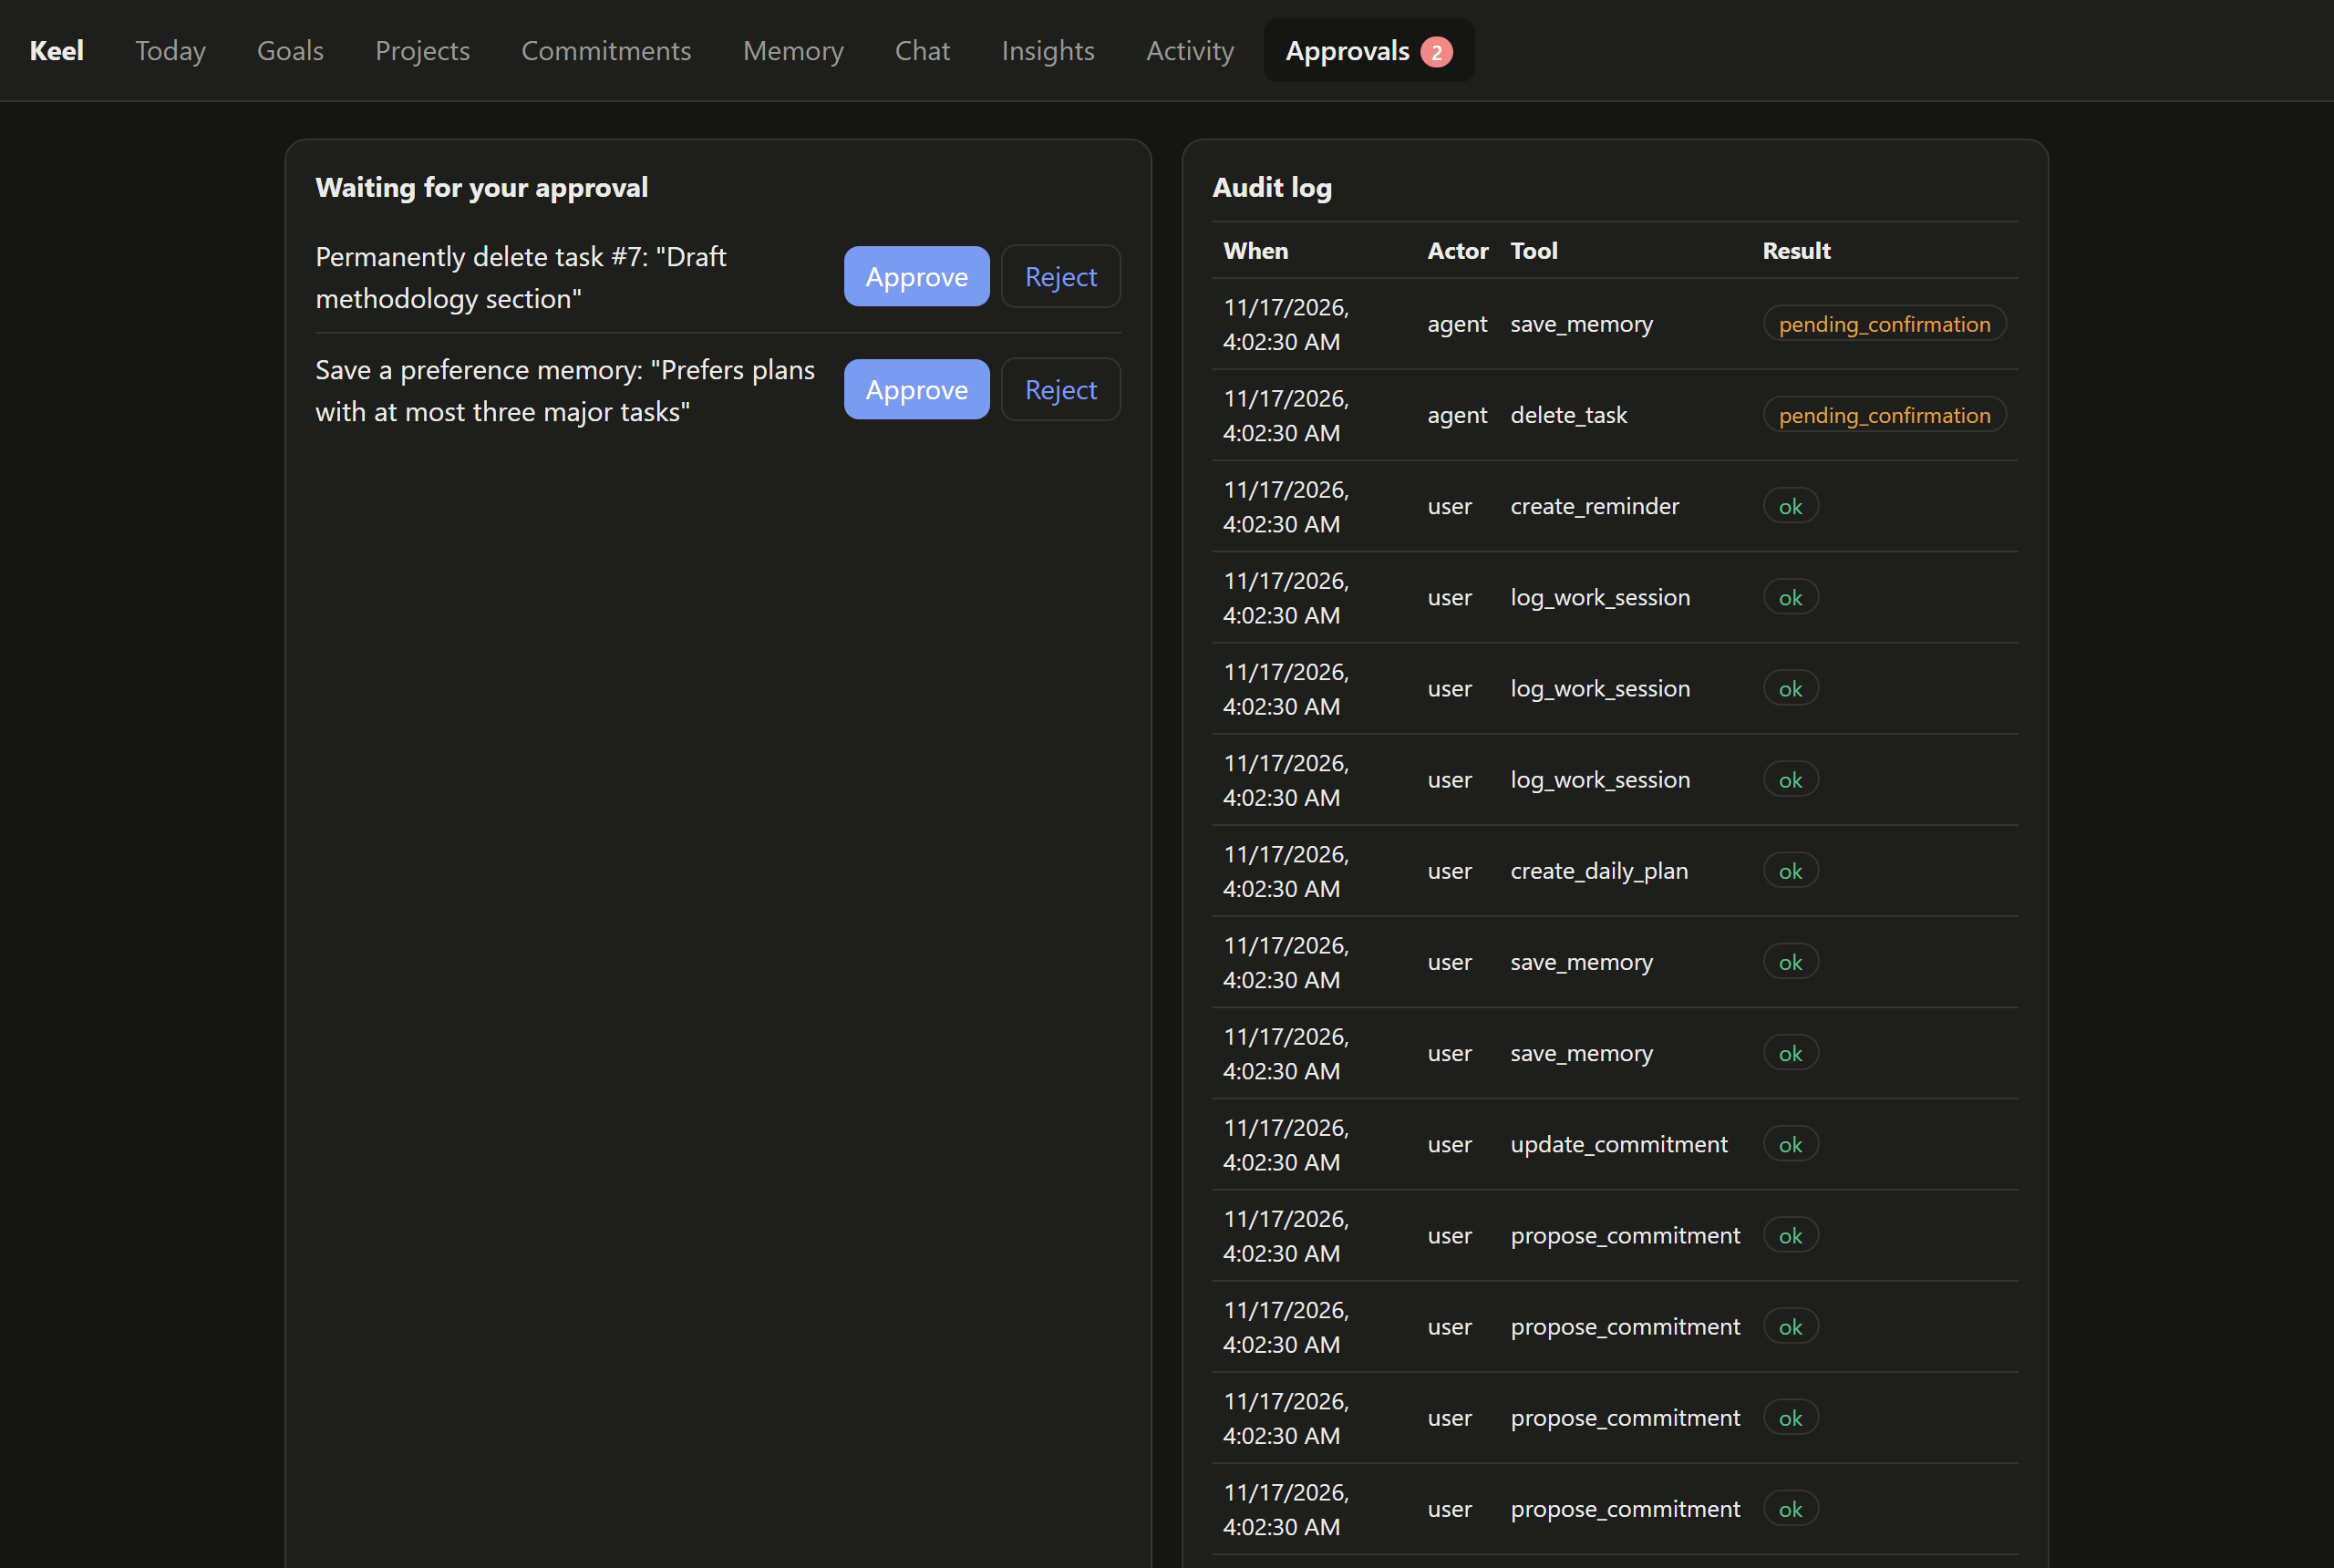 Keel Today Goals Projects Commitments Memory Chat Insights Activity Approvals 2
Waiting for your approval
Permanently delete task #7: "Draft
methodology section"
Approve Reject
Save a preference memory: "Prefers plans
with at most three major tasks"
Approve Reject
Audit log
When Actor Tool Result
11/17/2026,
4:02:30 AM
agent save_memory pending_confirmation
11/17/2026,
4:02:30 AM
agent delete_task pending_confirmation
11/17/2026,
4:02:30 AM
user create_reminder ok
11/17/2026,
4:02:30 AM
user log_work_session ok
11/17/2026,
4:02:30 AM
user log_work_session ok
11/17/2026,
4:02:30 AM
user log_work_session ok
11/17/2026,
4:02:30 AM
user create_daily_plan ok
11/17/2026,
4:02:30 AM
user save_memory ok
11/17/2026,
4:02:30 AM
user save_memory ok
11/17/2026,
4:02:30 AM
user update_commitment ok
11/17/2026,
4:02:30 AM
user propose_commitment ok
11/17/2026,
4:02:30 AM
user propose_commitment ok
11/17/2026,
4:02:30 AM
user propose_commitment ok
11/17/2026,
4:02:30 AM
user propose_commitment ok